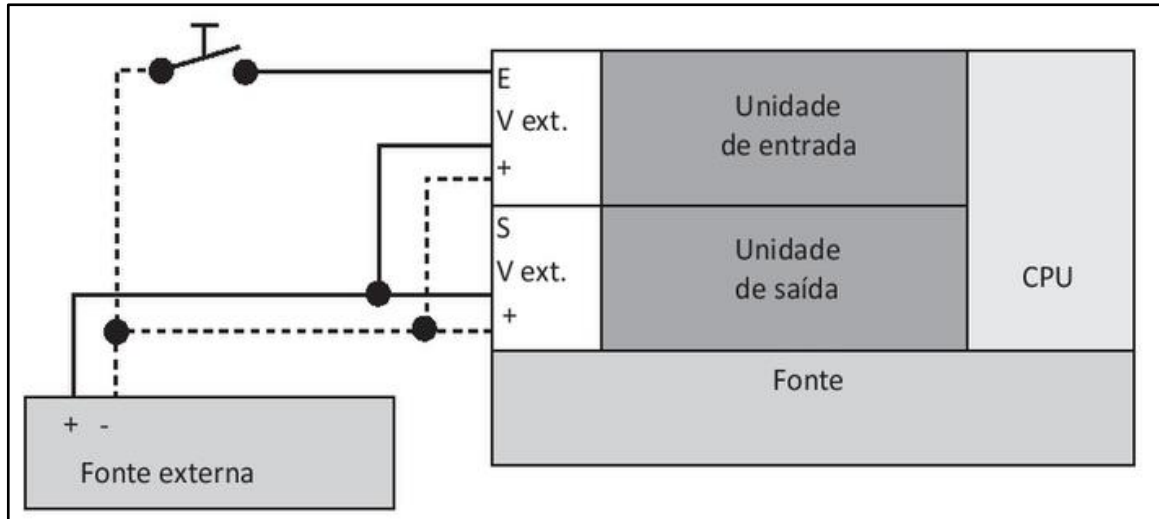 E
V ext.
+
Unidade
de entrada
S
V ext.
+
Unidade
de saída
CPU
Fonte
+ -
Fonte externa